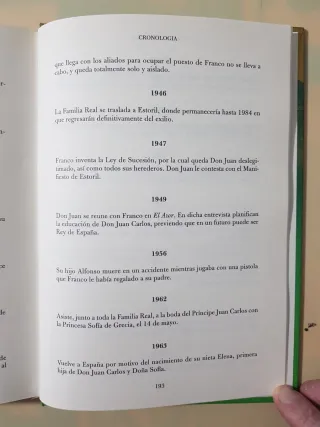 CRONOLOGIA
que llega con los aliados para ocupar el puesto de Franco no se lleva a
cabo, y queda totalmente solo y aislado.
1946
La Familia Real se traslada a Estoril, donde permanecería hasta 1984 en
que regresarán definitivamente del exilio.
1947
Franco inventa la Ley de Sucesión, por la cual queda Don Juan deslegi-
timado, así como todos sus herederos. Don Juan le contesta con el Mani-
fiesto de Estoril.
1949
Don Juan se reune con Franco en El Azor. En dicha entrevista planifican
la educación de Don Juan Carlos, previendo que en un futuro puede ser
Rey de España.
1956
Su hijo Alfonso muere en un accidente mientras jugaba con una pistola
que Franco le había regalado a su padre.
1962
Asiste, junto a toda la Familia Real, a la boda del Príncipe Juan Carlos con
la Princesa Sofía de Grecia, el 14 de mayo.
1963
Vuelve a España por motivo del nacimiento de su nieta Elena, primera
hija de Don Juan Carlos y Doña Sofía.
193